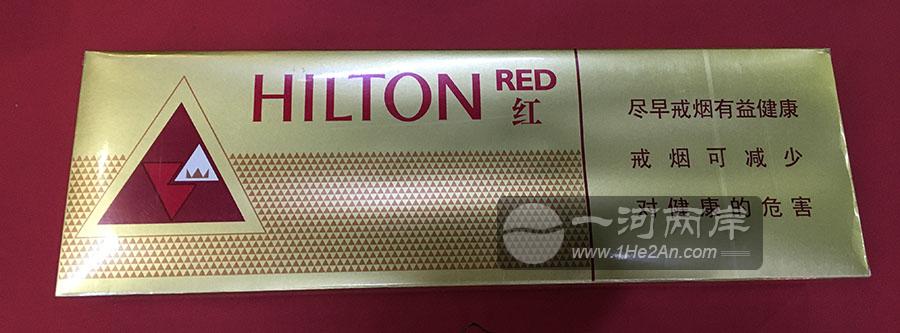 HILTON RED
红
尽早戒烟有益健康
戒烟可减少
对健康的危害
一河两岸
www.1He2An.com